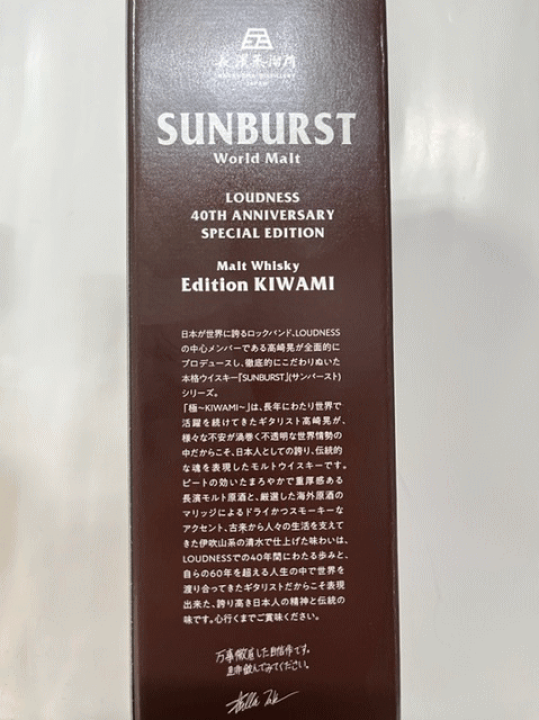 長濱蒸溜所
SUNBURST
World Malt
LOUDNESS
40TH ANNIVERSARY
SPECIAL EDITION
Malt Whisky
Edition KIWAMI
日本が世界に誇るロックバンド、LOUDNESS
の中心メンバーである高崎晃が全面的に
プロデュースし、徹底的にこだわりぬいた
本格ウイスキー『SUNBURST』(サンバースト)
シリーズ。
「極~KIWAMI~」は、長年にわたり世界で
活躍を続けてきたギタリスト高崎晃が、
様々な不安が渦巻く不透明な世界情勢の
中だからこそ、日本人としての誇り、伝統的
な魂を表現したモルトウイスキーです。
ピートの効いたまろやかで重厚感ある
長濱モルト原酒と、厳選した海外原酒の
マリッジによるドライかつスモーキーな
アクセント、古来から人々の生活を支えて
きた伊吹山系の清水で仕上げた味わいは、
LOUDNESSでの40年間にわたる歩みと、
自らの60年を超える人生の中で世界を
渡り合ってきたギタリストだからこそ表現
出来た、誇り高き日本人の精神と伝統の
味です。心行くまでご賞味ください。
万事徹底した自信作です。
是非飲んでみてください。